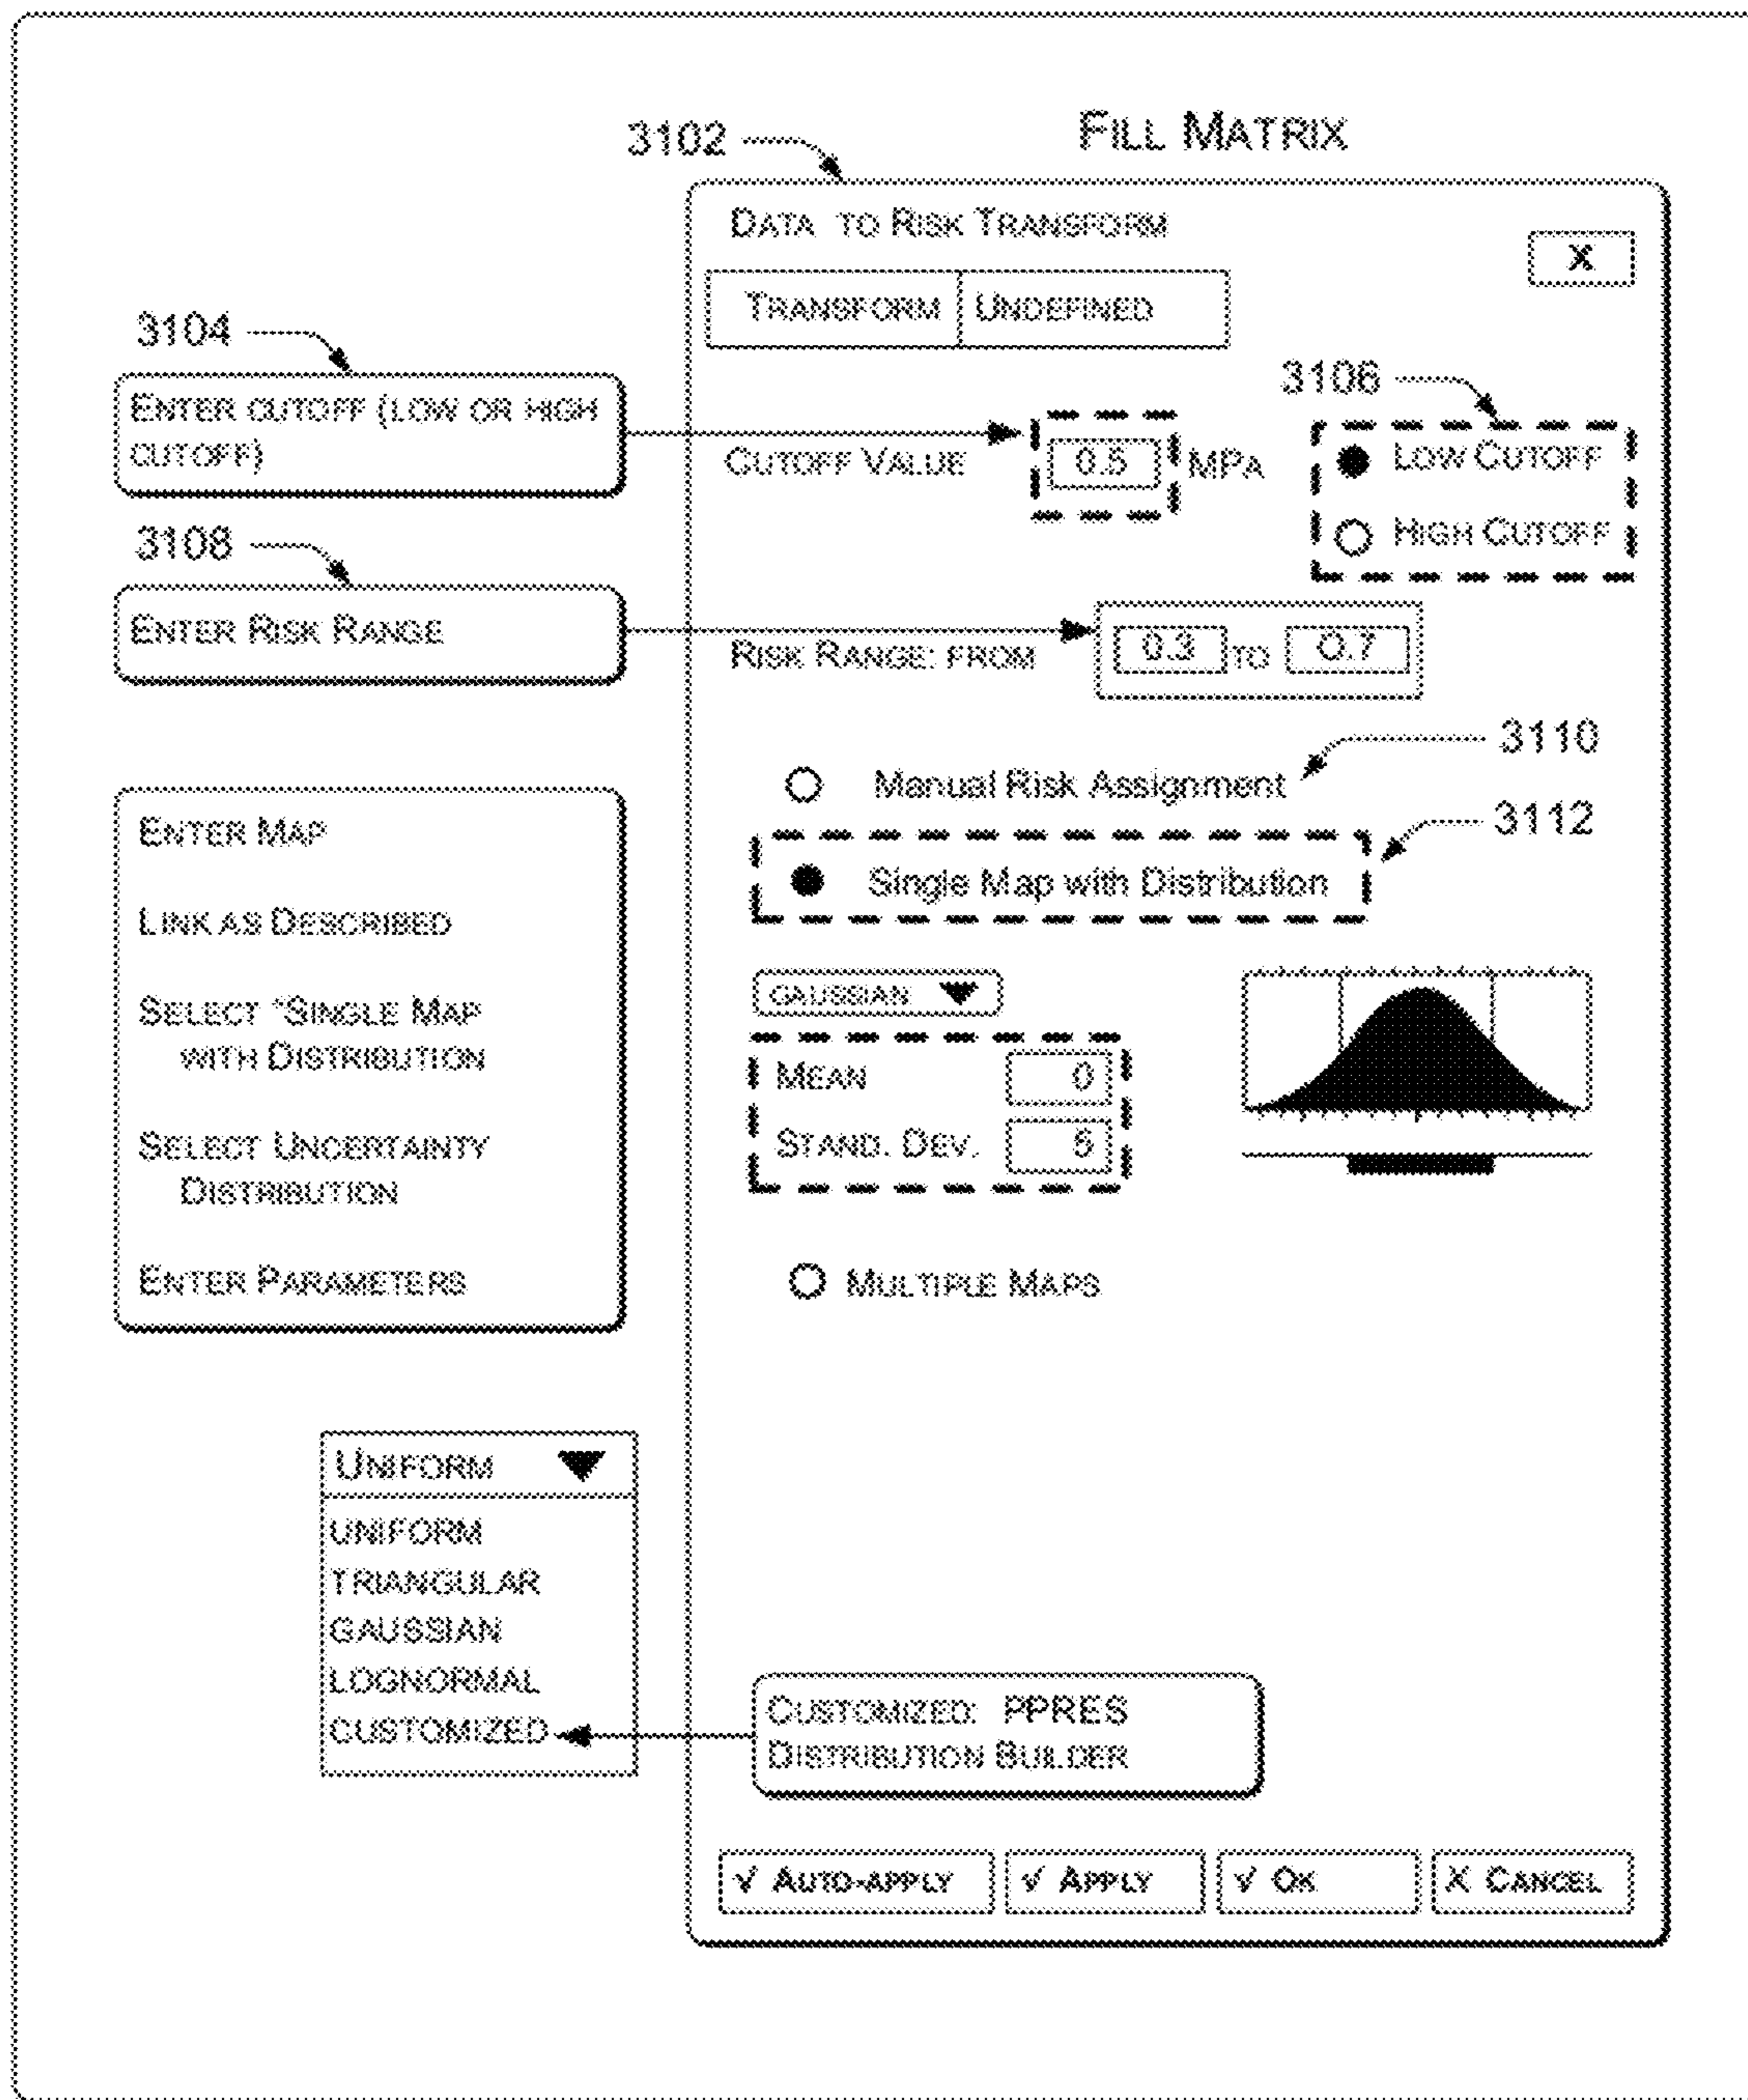 FILL MATRIX
3102
DATA TO RISK TRANSFORM
X
TRANSFORM UNDEFINED
3104
ENTER CUTOFF (LOW OR HIGH
CUTOFF)
3106
CUTOFF VALUE 0.5 MPA
LOW CUTOFF
HIGH CUTOFF
3108
ENTER RISK RANGE
RISK RANGE: FROM 0.3 TO O.7
3110
Manual Risk Assignment
3112
Single Map with Distribution
ENTER MAP
LINK AS DESCRIBED
SELECT "SINGLE MAP
WITH DISTRIBUTION
SELECT UNCERTAINTY
DISTRIBUTION
ENTER PARAMETERS
GAUSSIAN
MEAN 0
STAND. DEV. 6
MULTIPLE MAPS
UNIFORM
UNIFORM
TRIANGULAR
GAUSSIAN
LOGNORMAL
CUSTOMIZED
CUSTOMIZED: PPRES
DISTRIBUTION BUILDER
√ AUTO-APPLY
√ APPLY
√ OK
X CANCEL